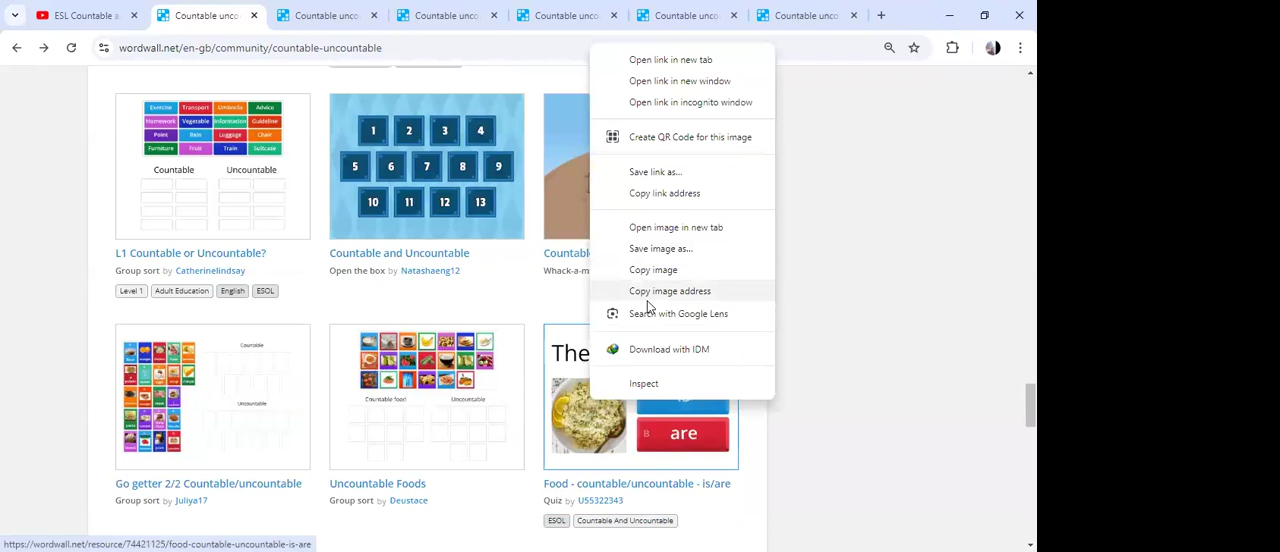 ESL Countable a
Countable unco
Countable uncor
Countable unco
Countable unco
Countable unco
Countable unco
wordwall.net/en-gb/community/countable-uncountable
Open link in new tab
Open link in new window
Open link in incognito window
Create QR Code for this image
Save link as...
Copy link address
Open image in new tab
Save image as...
Copy image
Copy image address
Search with Google Lens
Download with IDM
Inspect
Exercise Transport Umbrella Advice
Homework Vegetable Information Guideline
Point Rain Luggage Chair
Furniture Fruit Train Suitcase
Countable Uncountable
1 2 3 4
5 6 7 8 9
10 11 12 13
L1 Countable or Uncountable?
Group sort by Catherinelindsay
Level 1 Adult Education English ESOL
Countable and Uncountable
Open the box by Natashaeng12
Countabl
Whack-a-m
Countable
Uncountable
Go getter 2/2 Countable/uncountable
Group sort by Juliya17
Countable food Uncountable
Uncountable Foods
Group sort by Deustace
The
B are
Food - countable/uncountable - is/are
Quiz by U55322343
ESOL Countable And Uncountable
https://wordwall.net/resource/74421125/food-countable-uncountable-is-are